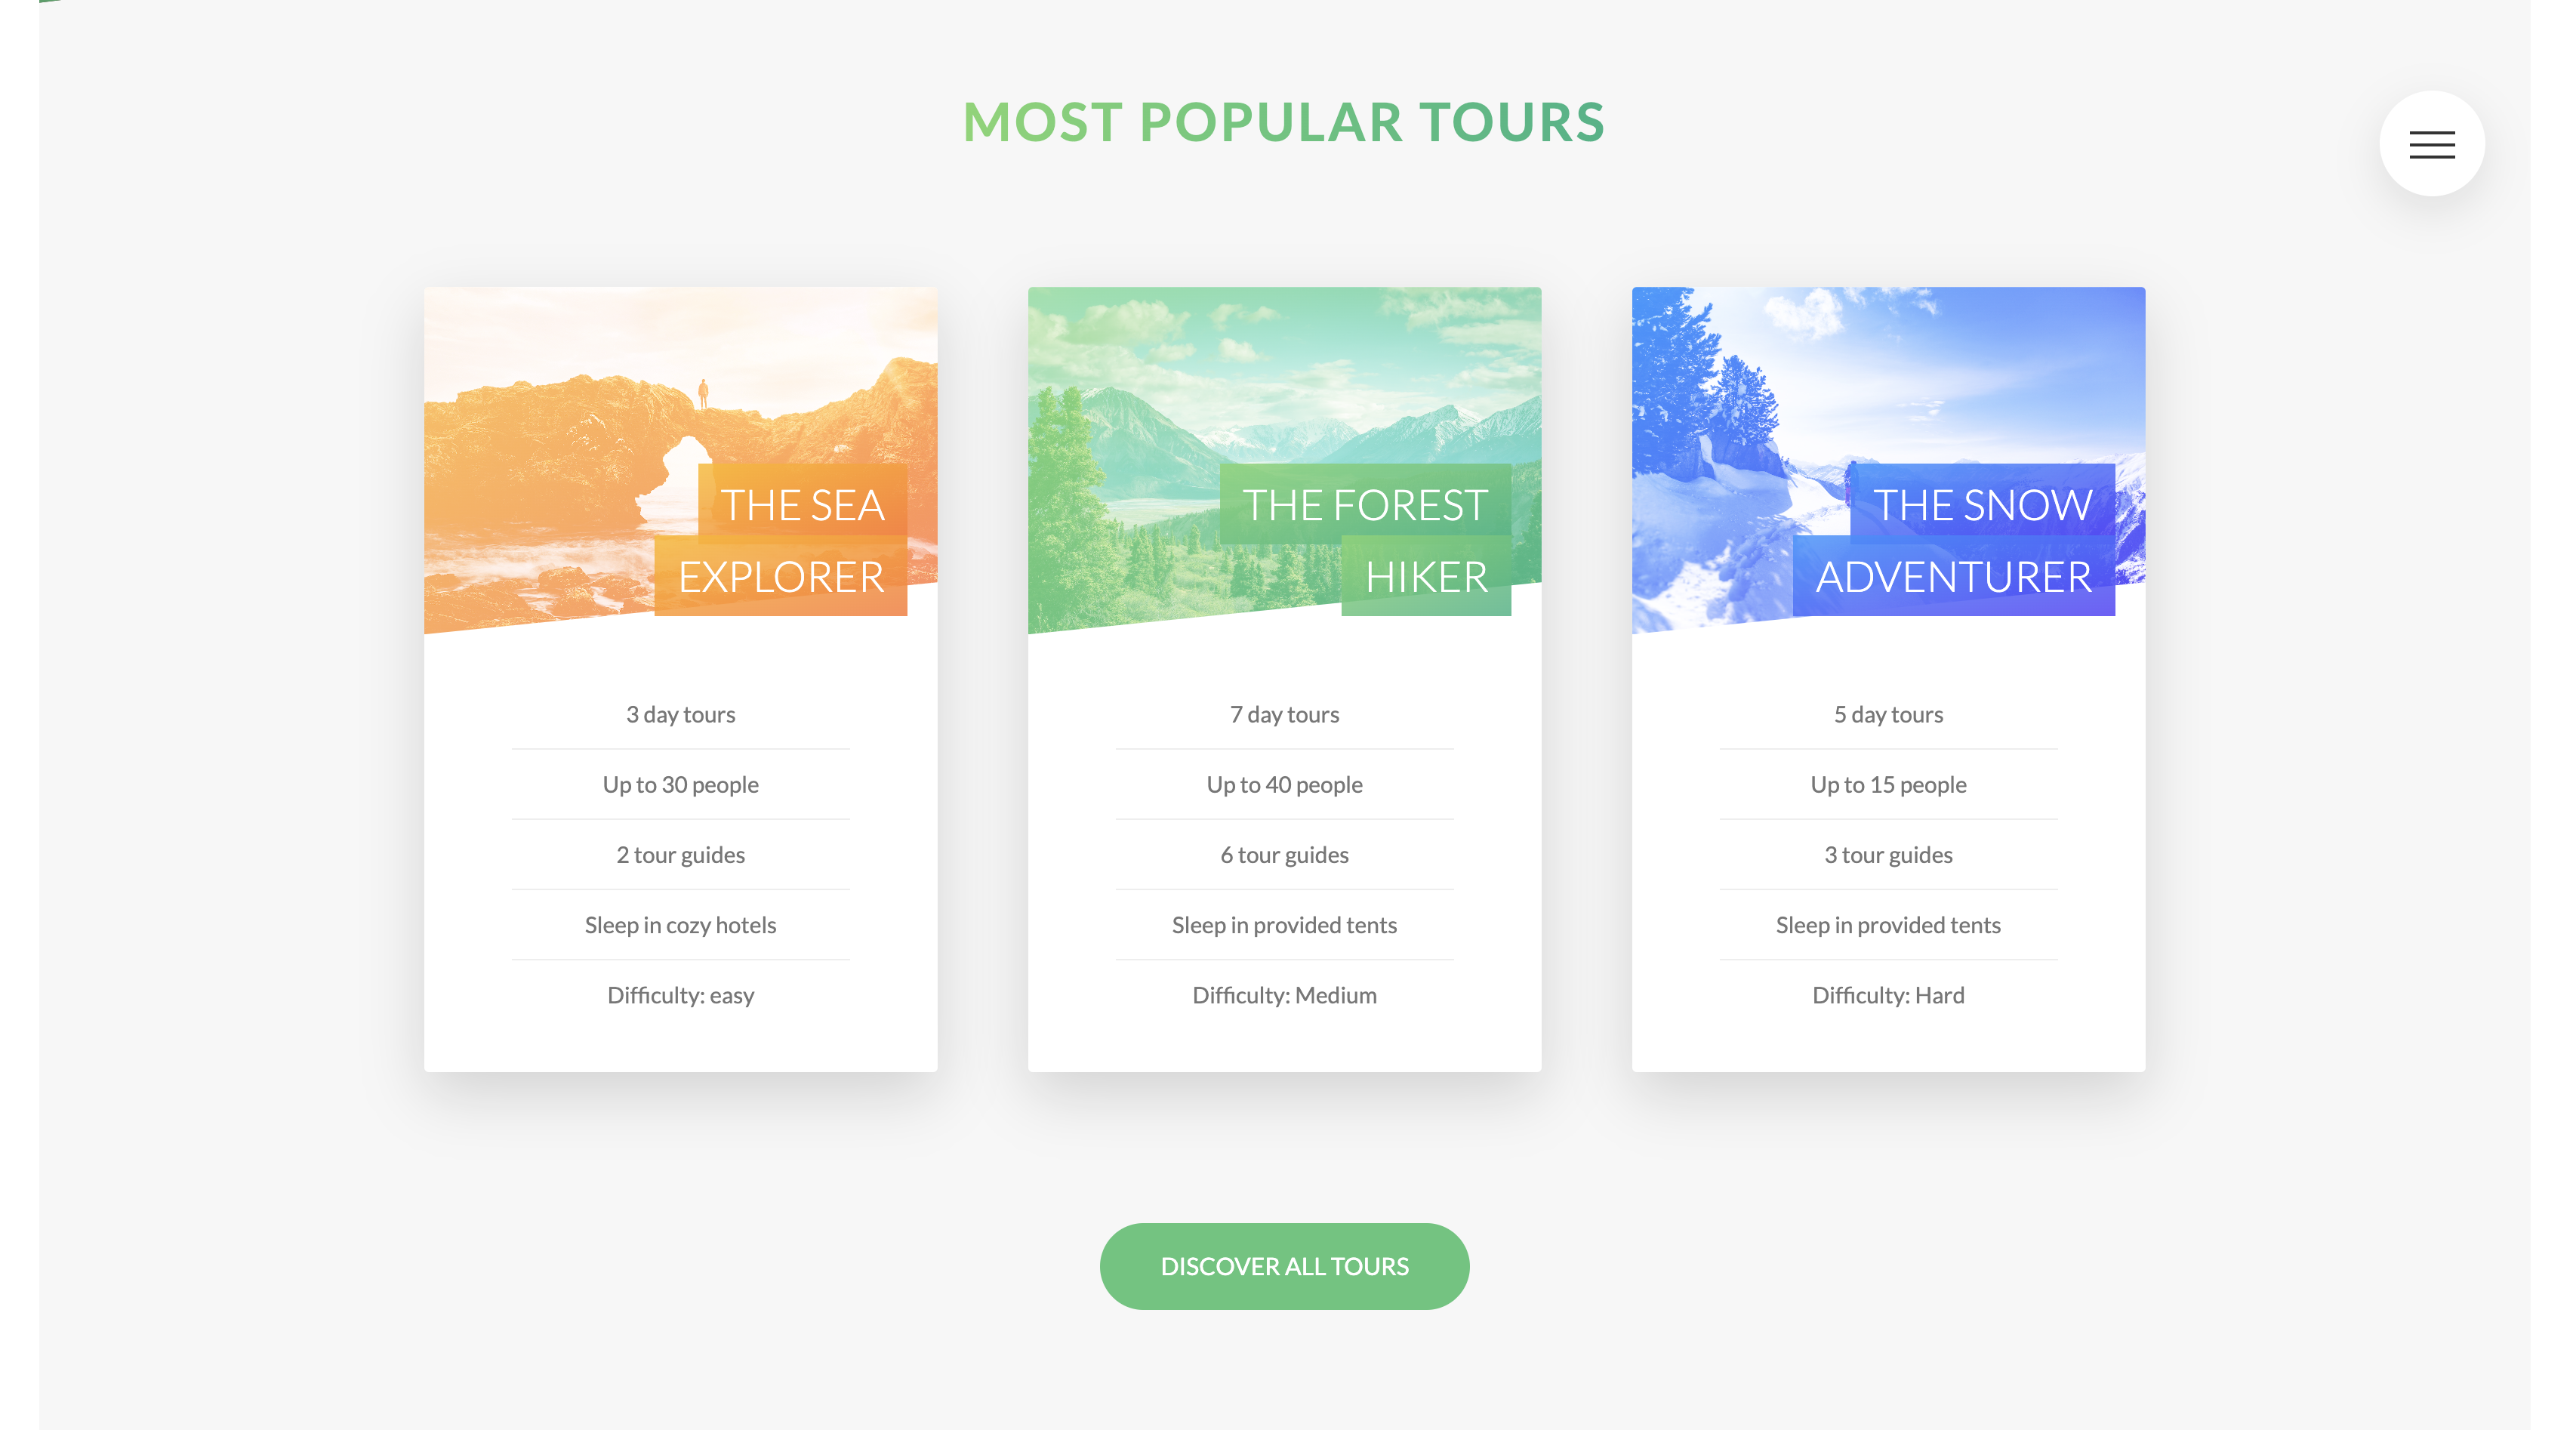 MOST POPULAR TOURS
THE SEA
EXPLORER
3 day tours
Up to 30 people
2 tour guides
Sleep in cozy hotels
Difficulty: easy
THE FOREST
HIKER
7 day tours
Up to 40 people
6 tour guides
Sleep in provided tents
Difficulty: Medium
THE SNOW
ADVENTURER
5 day tours
Up to 15 people
3 tour guides
Sleep in provided tents
Difficulty: Hard
DISCOVER ALL TOURS